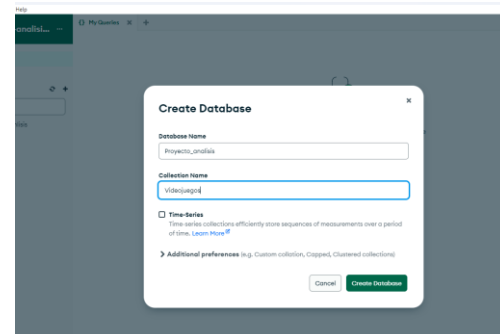 Help
analisi... ...
My Queries
Create Database
Database Name
Proyecto_analisis
Collection Name
Videojuegos
Time-Series
Time-series collections efficiently store sequences of measurements over a period
of time. Learn More
Additional preferences (e.g. Custom collation, Capped, Clustered collections)
Cancel
Create Database